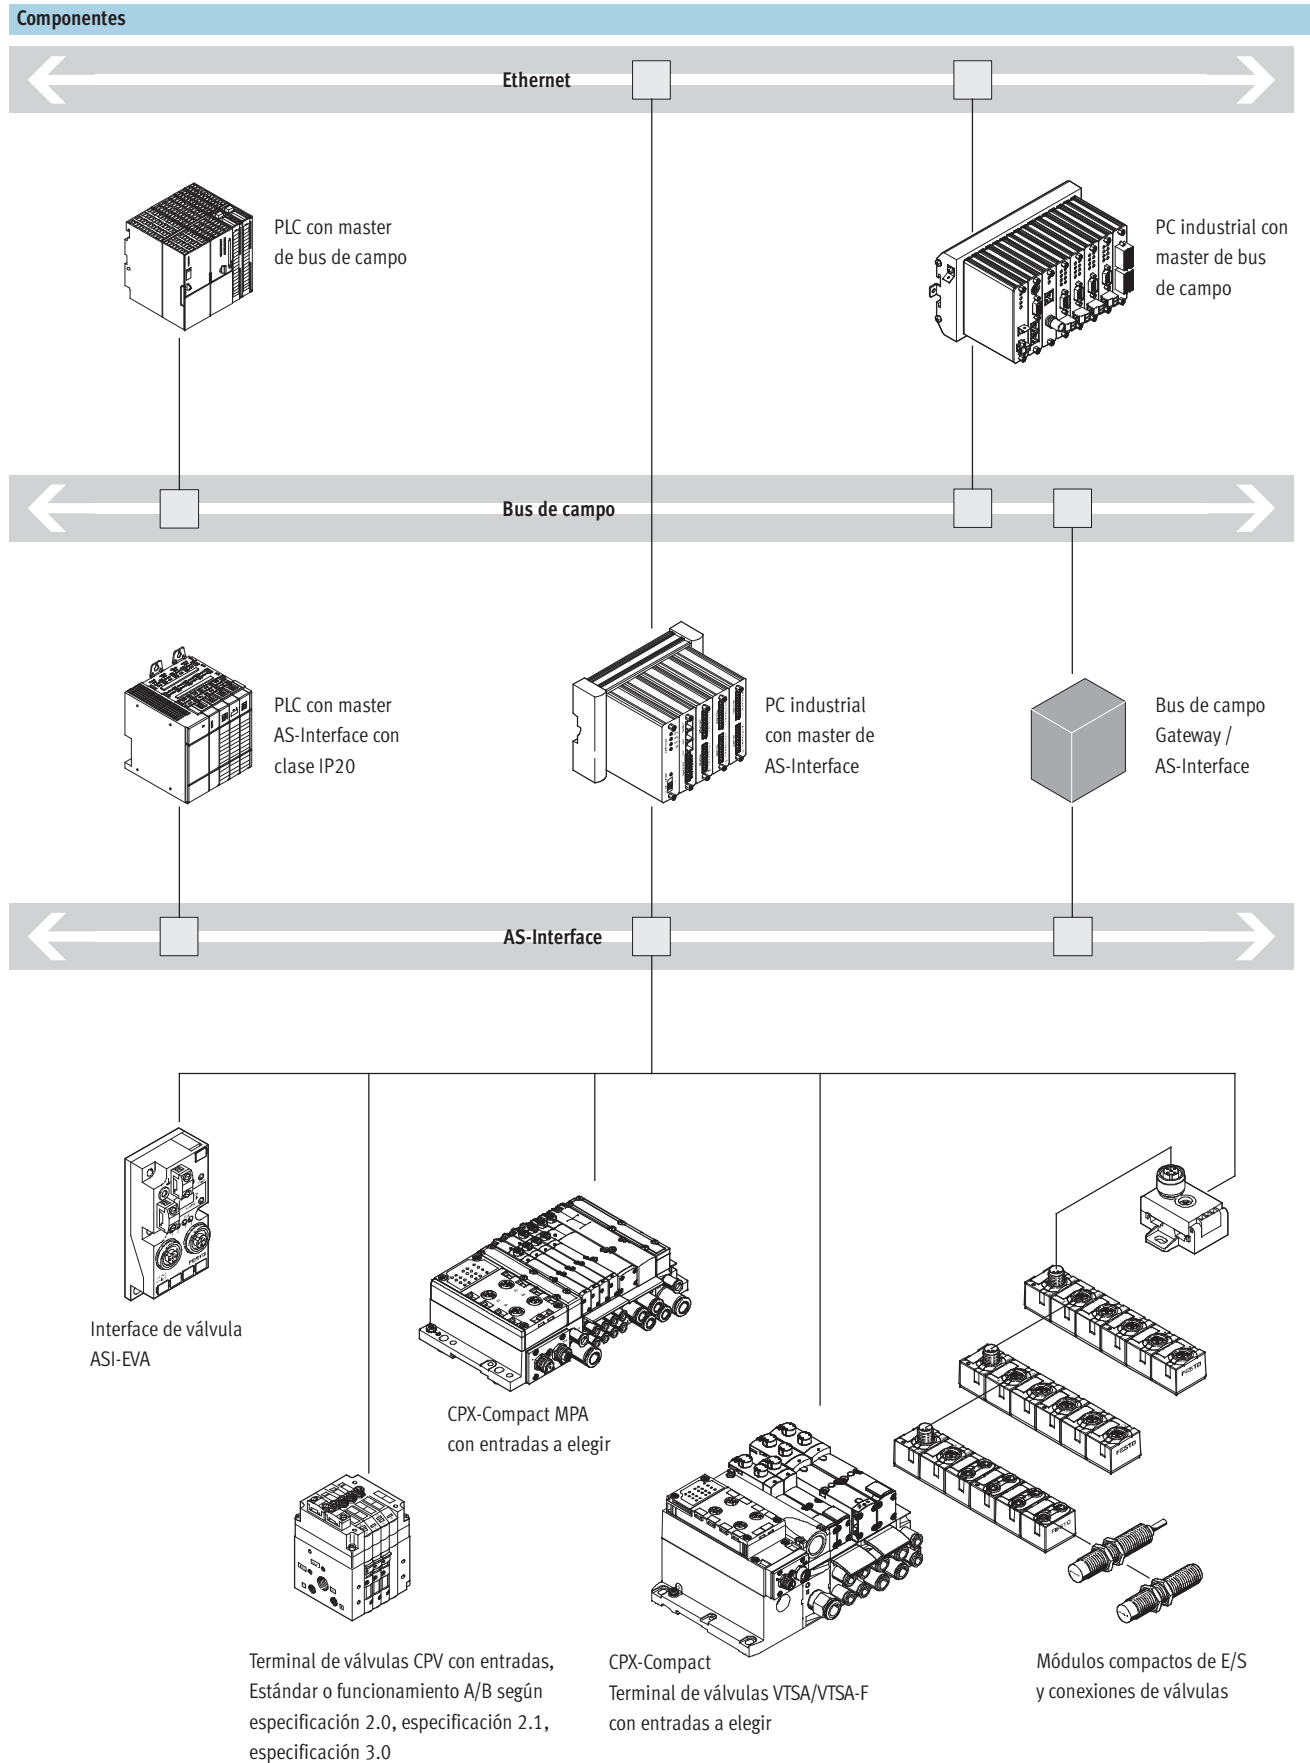 Componentes
Ethernet
PLC con master
de bus de campo
PC industrial con
master de bus
de campo
Bus de campo
PLC con master
AS-Interface con
clase IP20
PC industrial
con master de
AS-Interface
Bus de campo
Gateway /
AS-Interface
AS-Interface
Interface de válvula
ASI-EVA
CPX-Compact MPA
con entradas a elegir
Terminal de válvulas CPV con entradas,
Estándar o funcionamiento A/B según
especificación 2.0, especificación 2.1,
especificación 3.0
CPX-Compact
Terminal de válvulas VTSA/VTSA-F
con entradas a elegir
FESTO
FESTO
FESTO
FESTO
Módulos compactos de E/S
y conexiones de válvulas